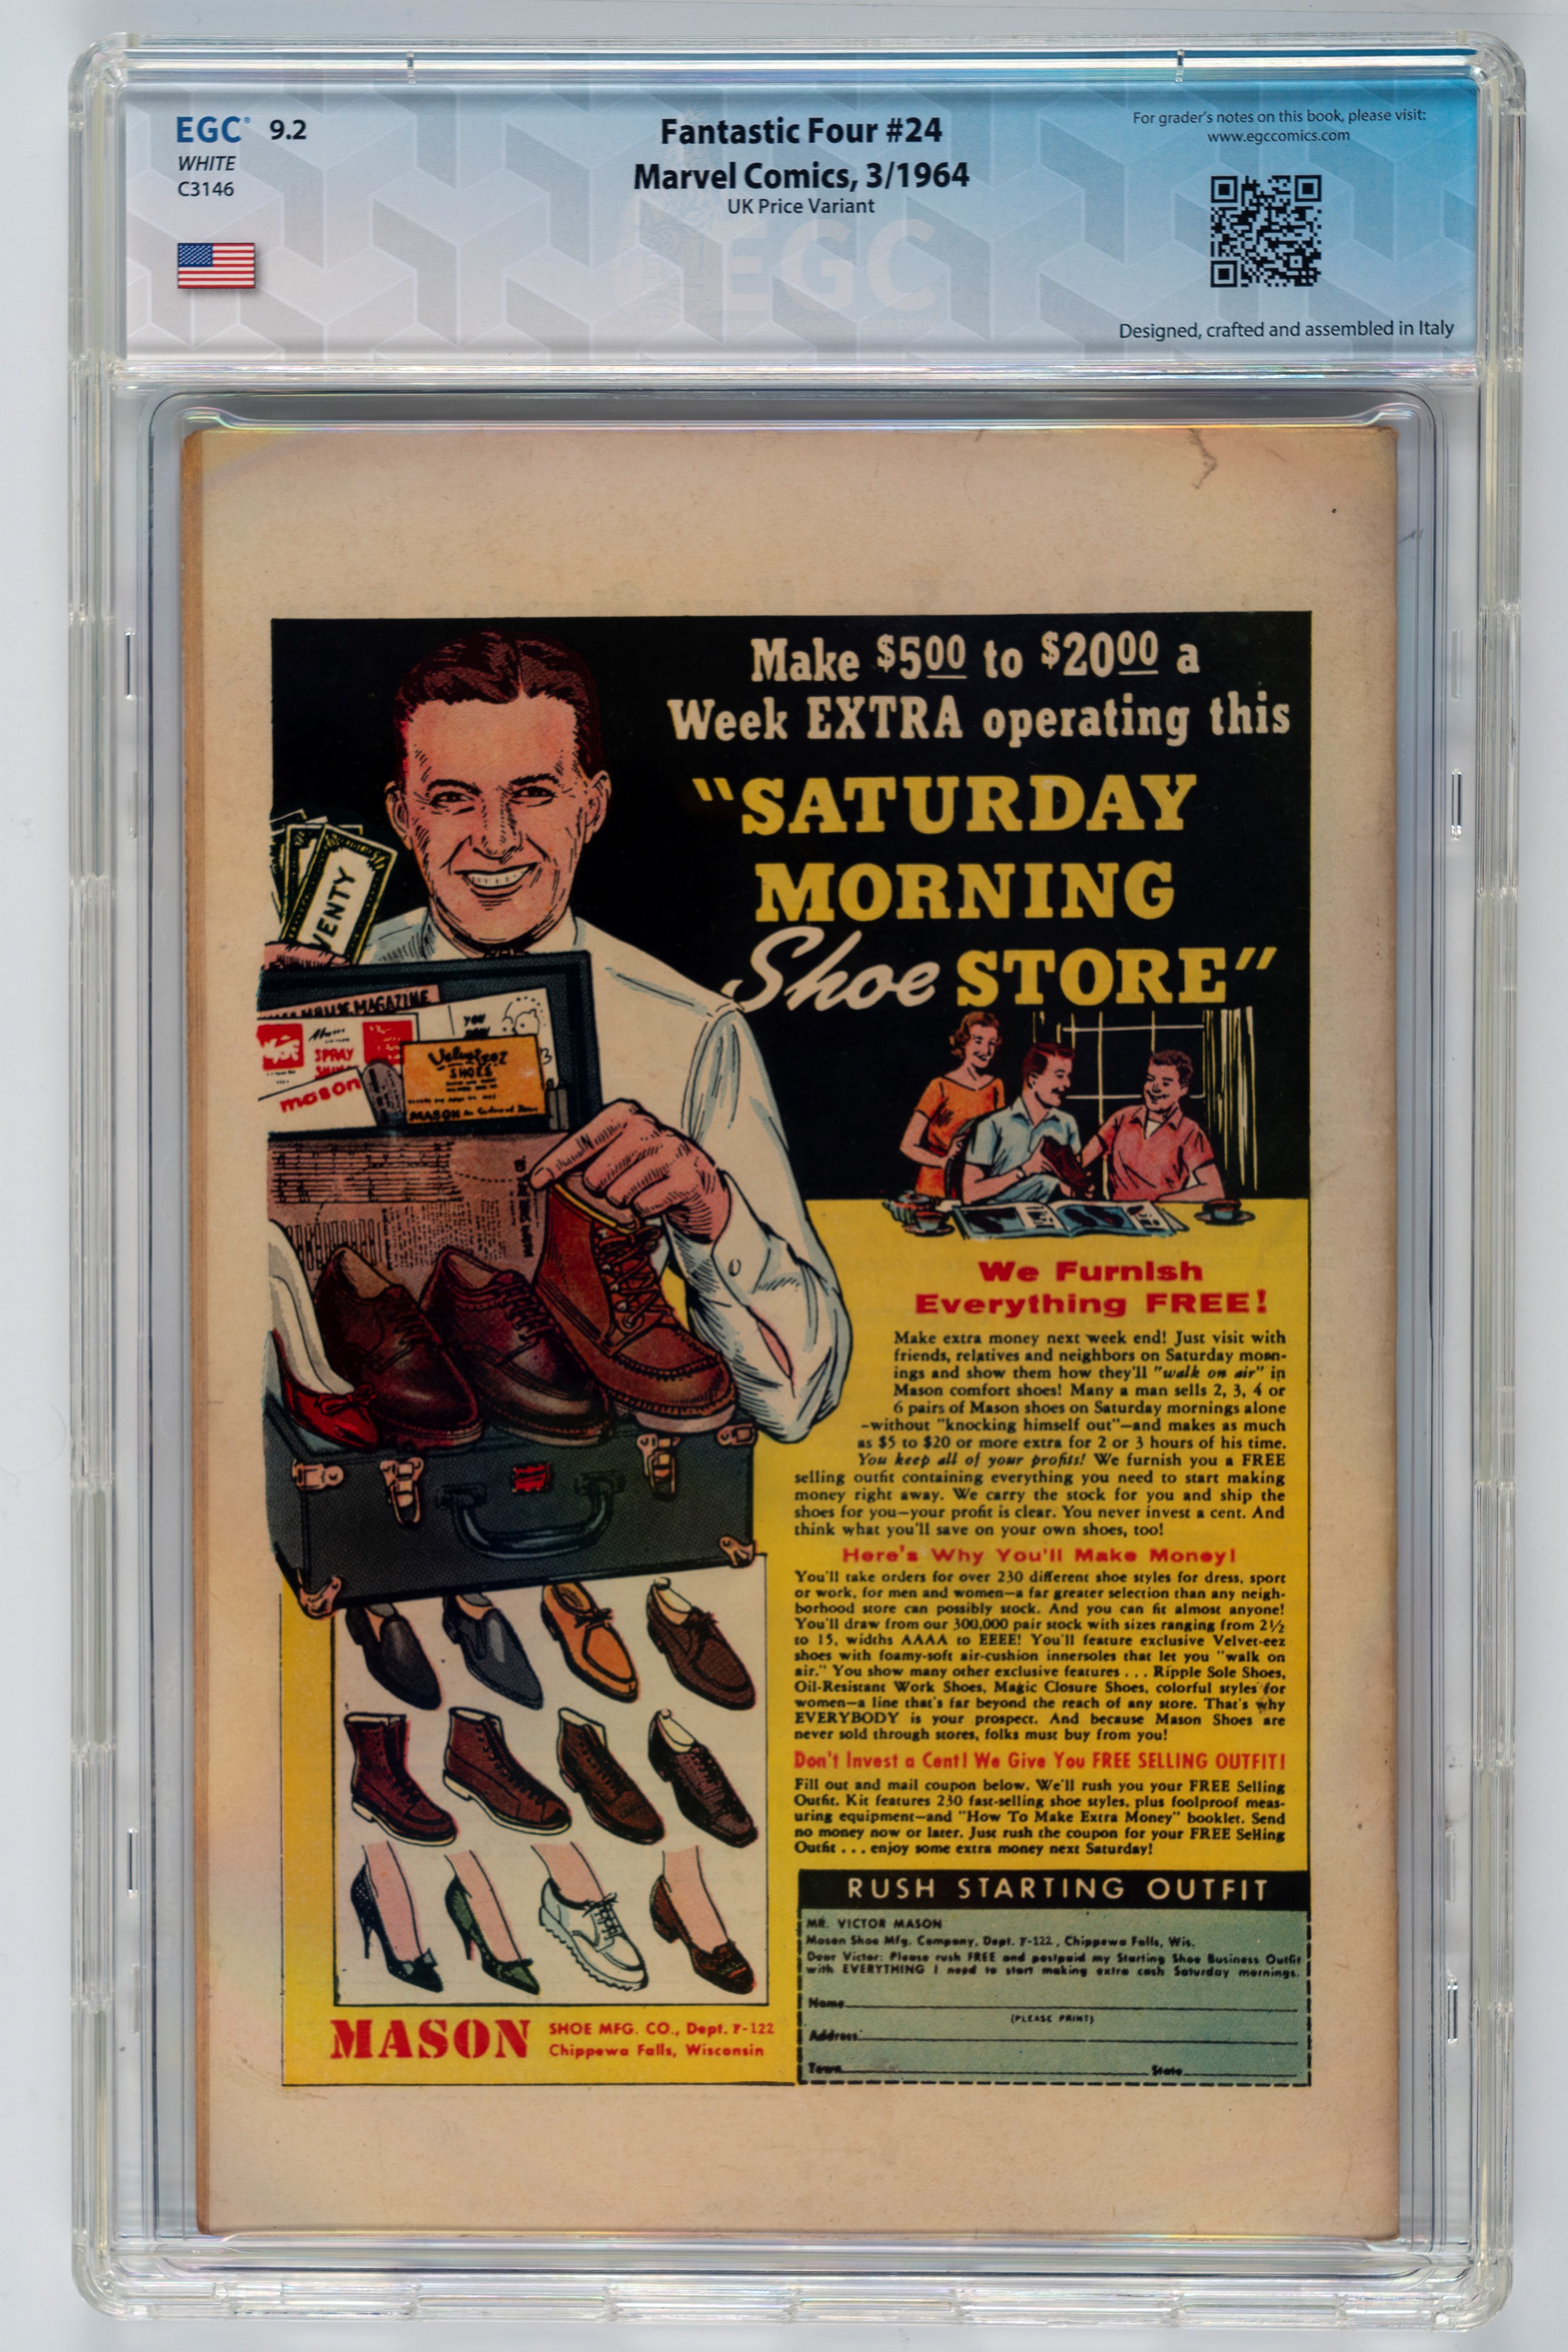 EGC® 9.2
WHITE
C3146
Fantastic Four #24
Marvel Comics, 3/1964
UK Price Variant
EGC
For grader's notes on this book, please visit:
www.egccomics.com
Designed, crafted and assembled in Italy
Make $500 to $2000 a
Week EXTRA operating this
"SATURDAY
MORNING
Shoe STORE"
VENTY
MAGAZINE
SPRAY
mason
YOU
SHOES
MASON
We Furnish
Everything FREE!
Make extra money next week end! Just visit with
friends, relatives and neighbors on Saturday morn-
ings and show them how they'll "walk on air" in
Mason comfort shoes! Many a man sells 2, 3, 4 or
6 pairs of Mason shoes on Saturday mornings alone
-without "knocking himself out"—and makes as much
as $5 to $20 or more extra for 2 or 3 hours of his time.
You keep all of your profits! We furnish you a FREE
selling outfit containing everything you need to start making
money right away. We carry the stock for you and ship the
shoes for you—your profit is clear. You never invest a cent. And
think what you'll save on your own shoes, too!
Here's Why You'll Make Money!
You'll take orders for over 230 different shoe styles for dress, sport
or work, for men and women—a far greater selection than any neigh-
borhood store can possibly stock. And you can fit almost anyone!
You'll draw from our 300,000 pair stock with sizes ranging from 2½
to 15, widths AAAA to EEEE! You'll feature exclusive Velvet-eez
shoes with foamy-soft air-cushion innersoles that let you "walk on
air." You show many other exclusive features . . . Ripple Sole Shoes,
Oil-Resistant Work Shoes, Magic Closure Shoes, colorful styles for
women—a line that's far beyond the reach of any store. That's why
EVERYBODY is your prospect. And because Mason Shoes are
never sold through stores, folks must buy from you!
Don't Invest a Cent! We Give You FREE SELLING OUTFIT!
Fill out and mail coupon below. We'll rush you your FREE Selling
Outfit. Kit features 230 fast-selling shoe styles, plus foolproof meas-
uring equipment—and "How To Make Extra Money" booklet. Send
no money now or later. Just rush the coupon for your FREE Selling
Outfit . . . enjoy some extra money next Saturday!
RUSH STARTING OUTFIT
MR. VICTOR MASON
Mason Shoe Mfg. Company, Dept. F-122, Chippewa Falls, Wis.
Dear Victor: Please rush FREE and postpaid my Starting Shoe Business Outfit
with EVERYTHING I need to start making extra cash Saturday mornings.
Name
(PLEASE PRINT)
Address
Town State
MASON SHOE MFG. CO., Dept. F-122
Chippewa Falls, Wisconsin